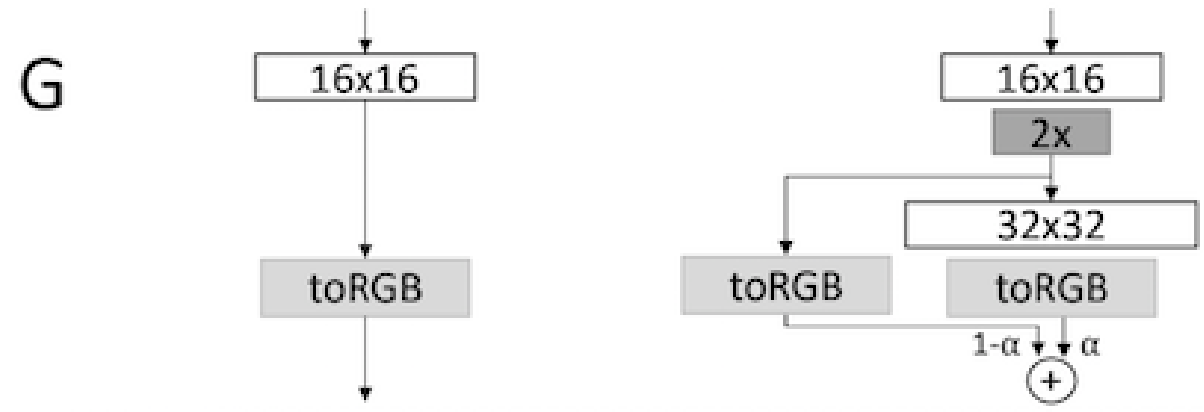 G
16x16
toRGB
16x16
2x
32x32
toRGB
toRGB
1-α
α
+